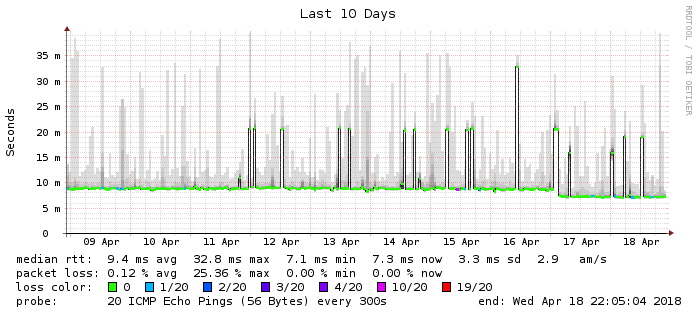 Last 10 Days
RRDTOOL / TOBI OETIKER
Seconds
35 m
30 m
25 m
20 m
15 m
10 m
5 m
0
09 Apr 10 Apr 11 Apr 12 Apr 13 Apr 14 Apr 15 Apr 16 Apr 17 Apr 18 Apr
median rtt: 9.4 ms avg 32.8 ms max 7.1 ms min 7.3 ms now 3.3 ms sd 2.9 am/s
packet loss: 0.12 % avg 25.36 % max 0.00 % min 0.00 % now
loss color: 0 1/20 2/20 3/20 4/20 10/20 19/20
probe: 20 ICMP Echo Pings (56 Bytes) every 300s end: Wed Apr 18 22:05:04 2018